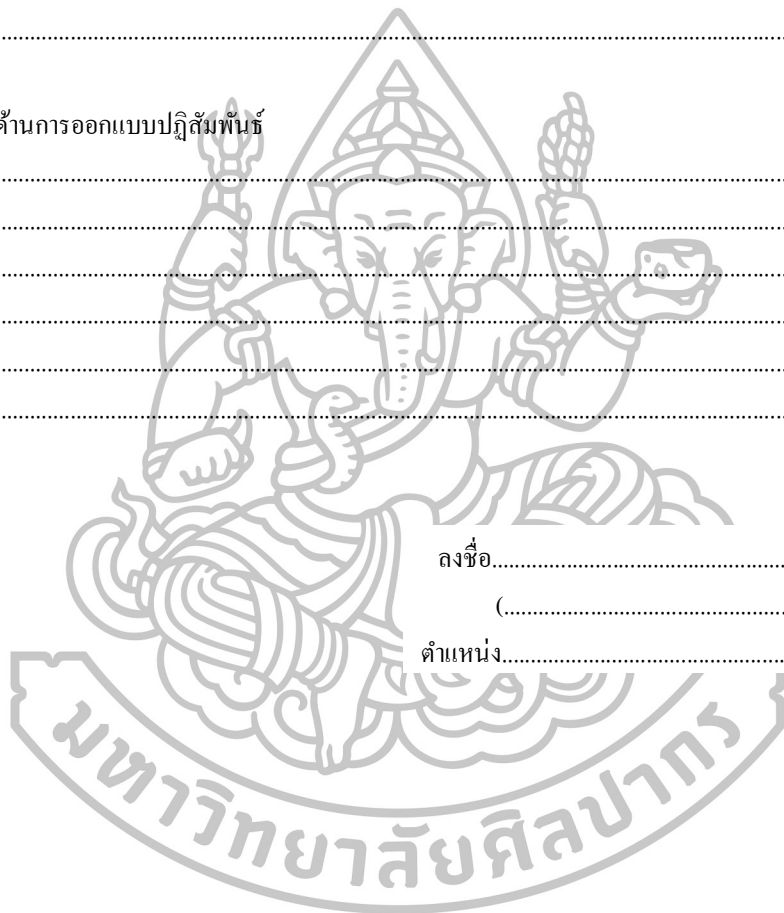 ....................................................................................................
ด้านการออกแบบปฏิสัมพันธ์
....................................................................................................
....................................................................................................
....................................................................................................
....................................................................................................
....................................................................................................
....................................................................................................
ลงชื่อ..................................................
(..................................................
ตำแหน่ง..................................................
มหาวิทยาลัยศิลปากร